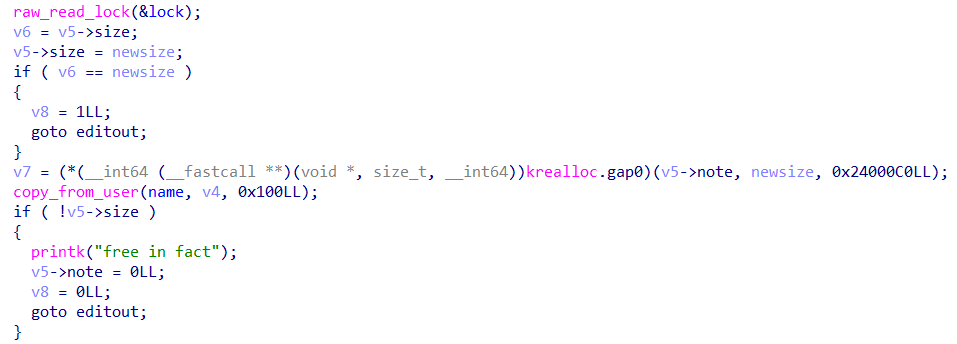 raw_read_lock(&lock);
v6 = v5->size;
v5->size = newsize;
if ( v6 == newsize )
{
v8 = 1LL;
goto editout;
}
v7 = (*(__int64 (__fastcall **)(void *, size_t, __int64))krealloc.gap0)(v5->note, newsize, 0x24000C0LL);
copy_from_user(name, v4, 0x100LL);
if ( !v5->size )
{
printk("free in fact");
v5->note = 0LL;
v8 = 0LL;
goto editout;
}